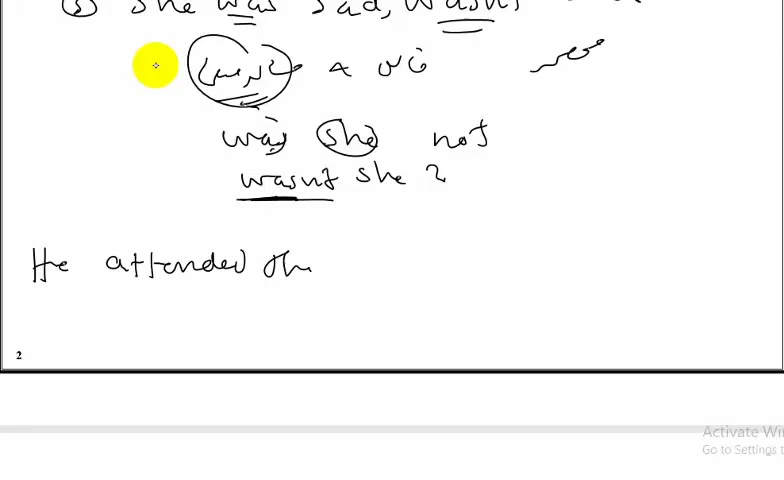 She was sad, wasn't
was she not
wasn't she ?
He attended the
2
Activate Wi
Go to Settings t